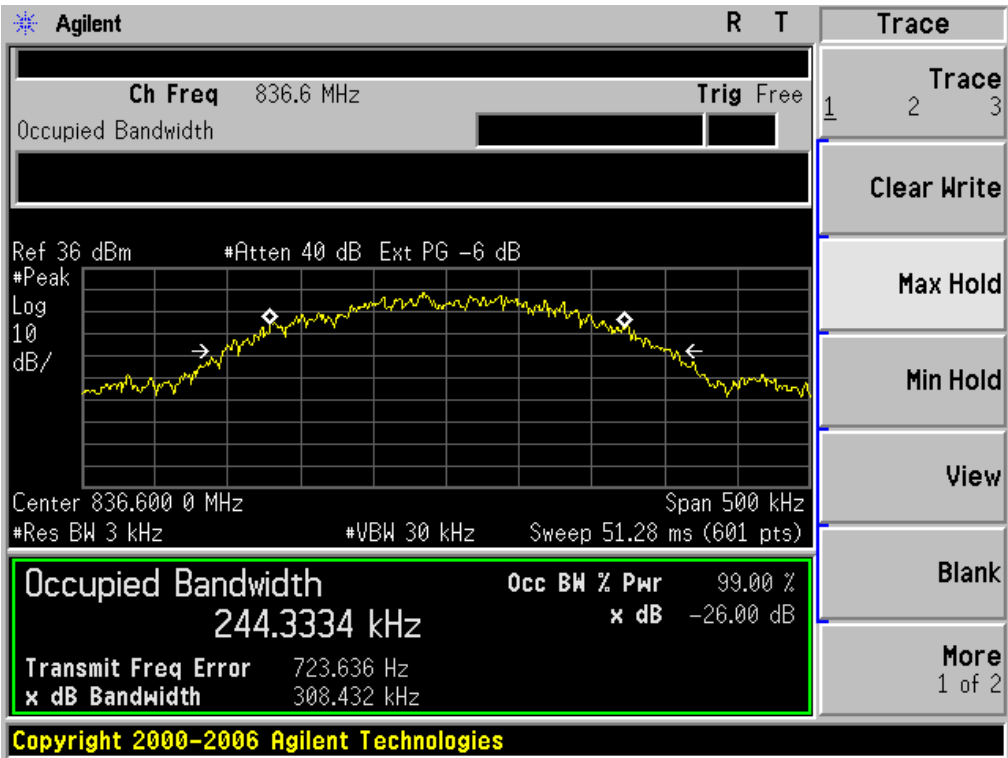 Agilent R T
Ch Freq 836.6 MHz Trig Free
Occupied Bandwidth
Ref 36 dBm #Atten 40 dB Ext PG -6 dB
#Peak
Log
10
dB/
Center 836.600 0 MHz Span 500 kHz
#Res BW 3 kHz #VBW 30 kHz Sweep 51.28 ms (601 pts)
Occupied Bandwidth Occ BW % Pwr 99.00 %
244.3334 kHz x dB -26.00 dB
Transmit Freq Error 723.636 Hz
x dB Bandwidth 308.432 kHz
Copyright 2000-2006 Agilent Technologies
Trace
Trace
1 2 3
Clear Write
Max Hold
Min Hold
View
Blank
More
1 of 2